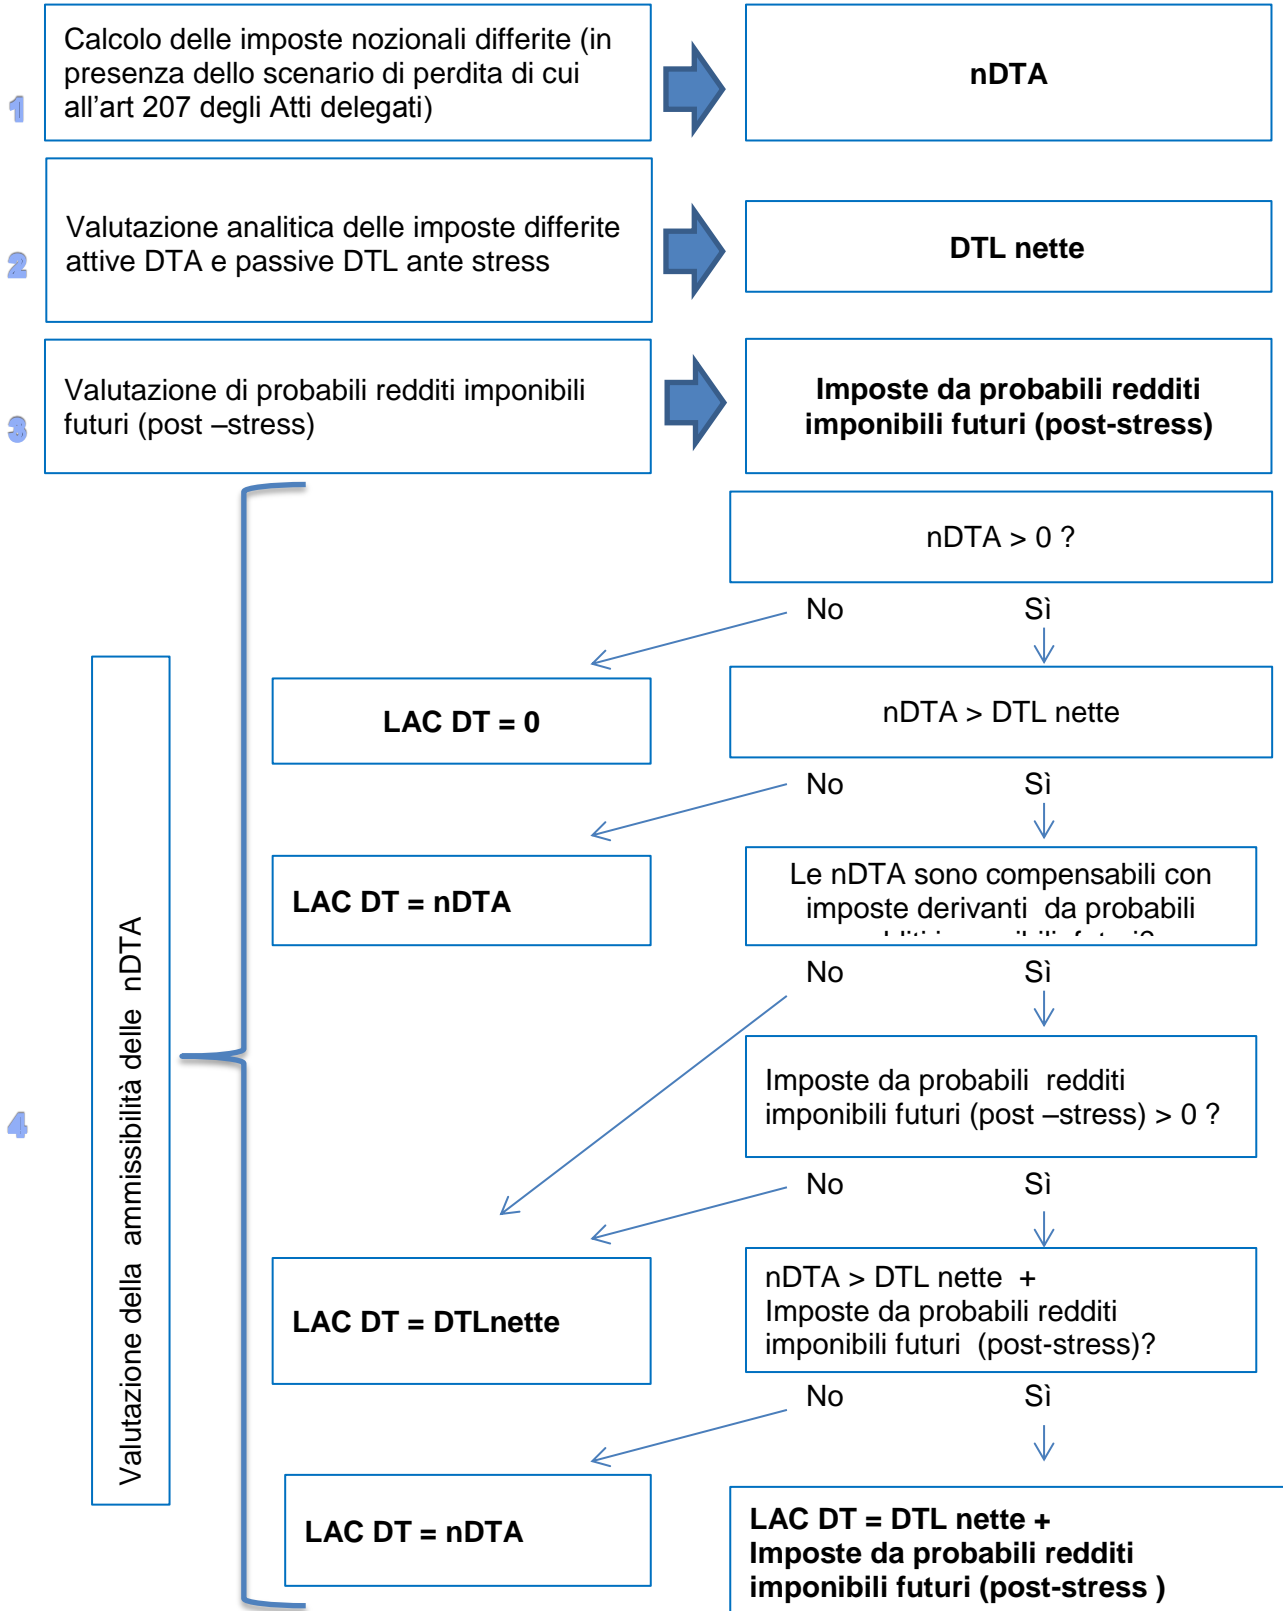 1
Calcolo delle imposte nozionali differite (in
presenza dello scenario di perdita di cui
all'art 207 degli Atti delegati)
nDTA
2
Valutazione analitica delle imposte differite
attive DTA e passive DTL ante stress
DTL nette
3
Valutazione di probabili redditi imponibili
futuri (post –stress)
Imposte da probabili redditi
imponibili futuri (post-stress)
4
Valutazione della ammissibilità delle nDTA
nDTA > 0 ?
No Sì
LAC DT = 0
nDTA > DTL nette
No Sì
LAC DT = nDTA
Le nDTA sono compensabili con
imposte derivanti da probabili
No Sì
Imposte da probabili redditi
imponibili futuri (post –stress) > 0 ?
No Sì
LAC DT = DTLnette
nDTA > DTL nette +
Imposte da probabili redditi
imponibili futuri (post-stress)?
No Sì
LAC DT = nDTA
LAC DT = DTL nette +
Imposte da probabili redditi
imponibili futuri (post-stress )